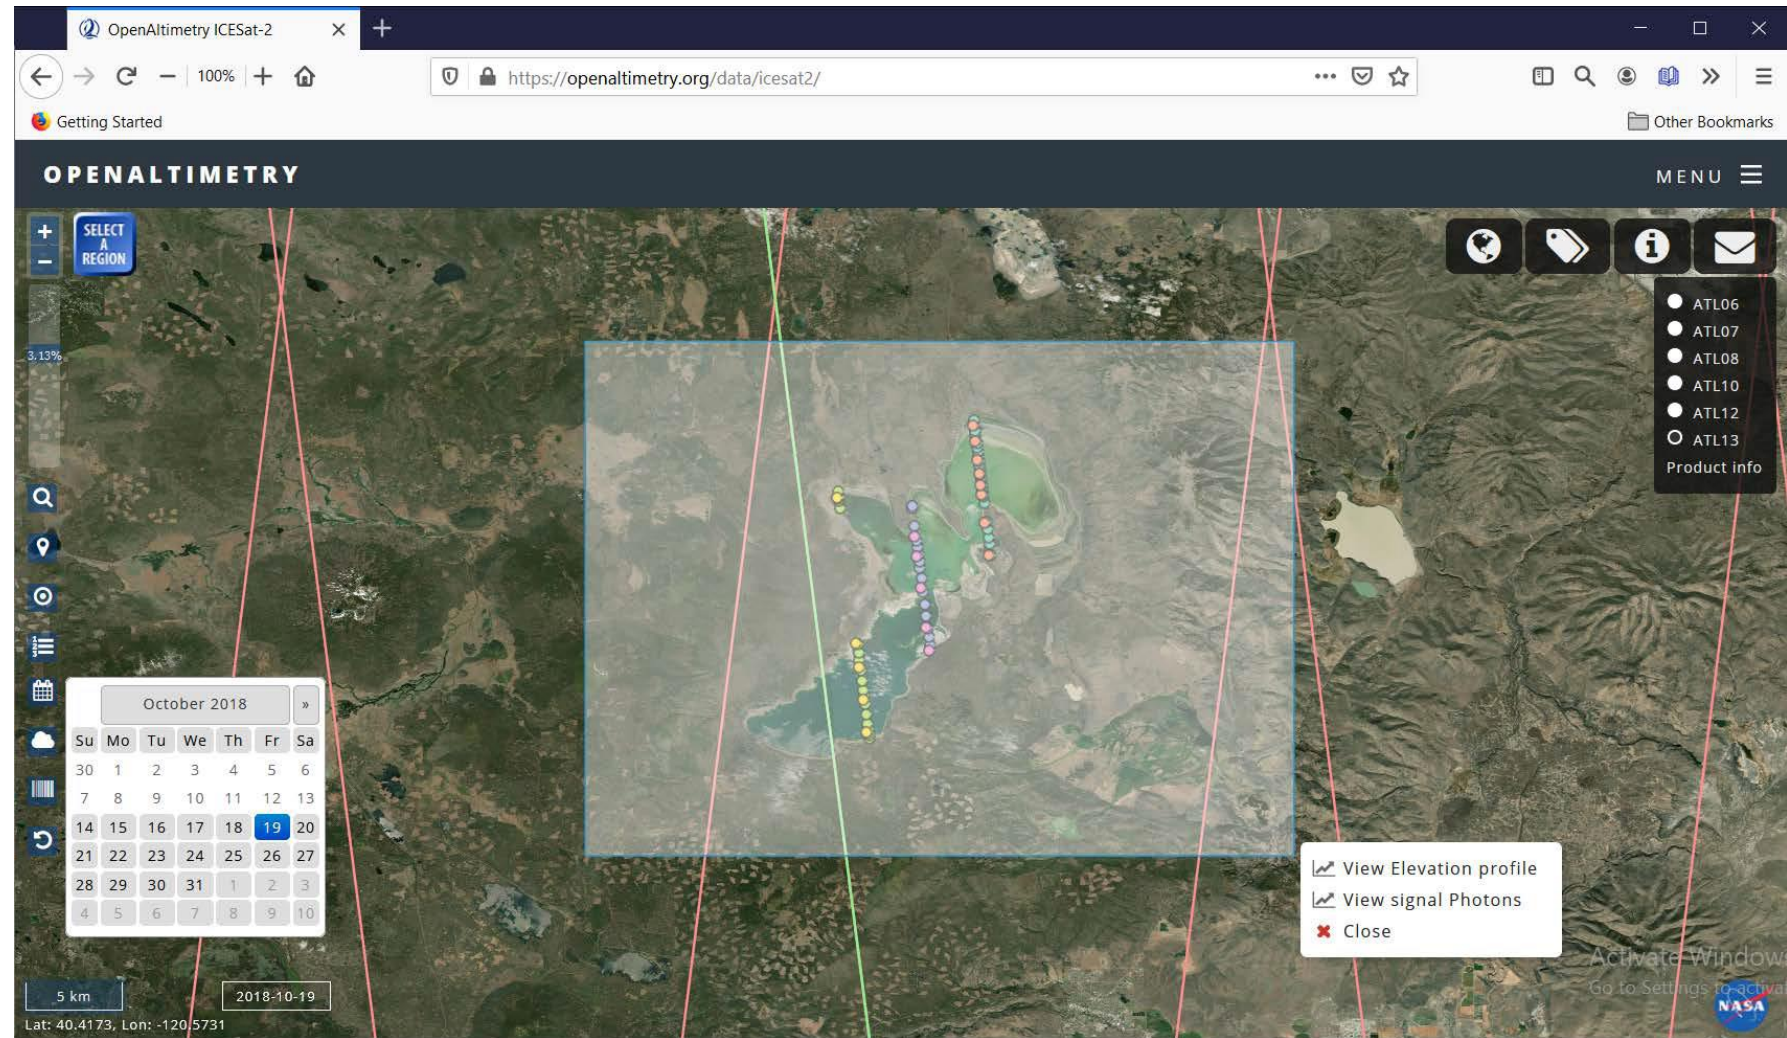 OpenAltimetry ICESat-2
100%
https://openaltimetry.org/data/icesat2/
Getting Started
Other Bookmarks
OPENALTIMETRY
MENU
SELECT
A
REGION
ATL06
ATL07
ATL08
ATL10
ATL12
ATL13
Product info
3.13%
October 2018 »
Su Mo Tu We Th Fr Sa
30 1 2 3 4 5 6
7 8 9 10 11 12 13
14 15 16 17 18 19 20
21 22 23 24 25 26 27
28 29 30 31 1 2 3
4 5 6 7 8 9 10
View Elevation profile
View signal Photons
Close
Activate Windows
Go to Settings to activa
5 km
2018-10-19
Lat: 40.4173, Lon: -120.5731
NASA